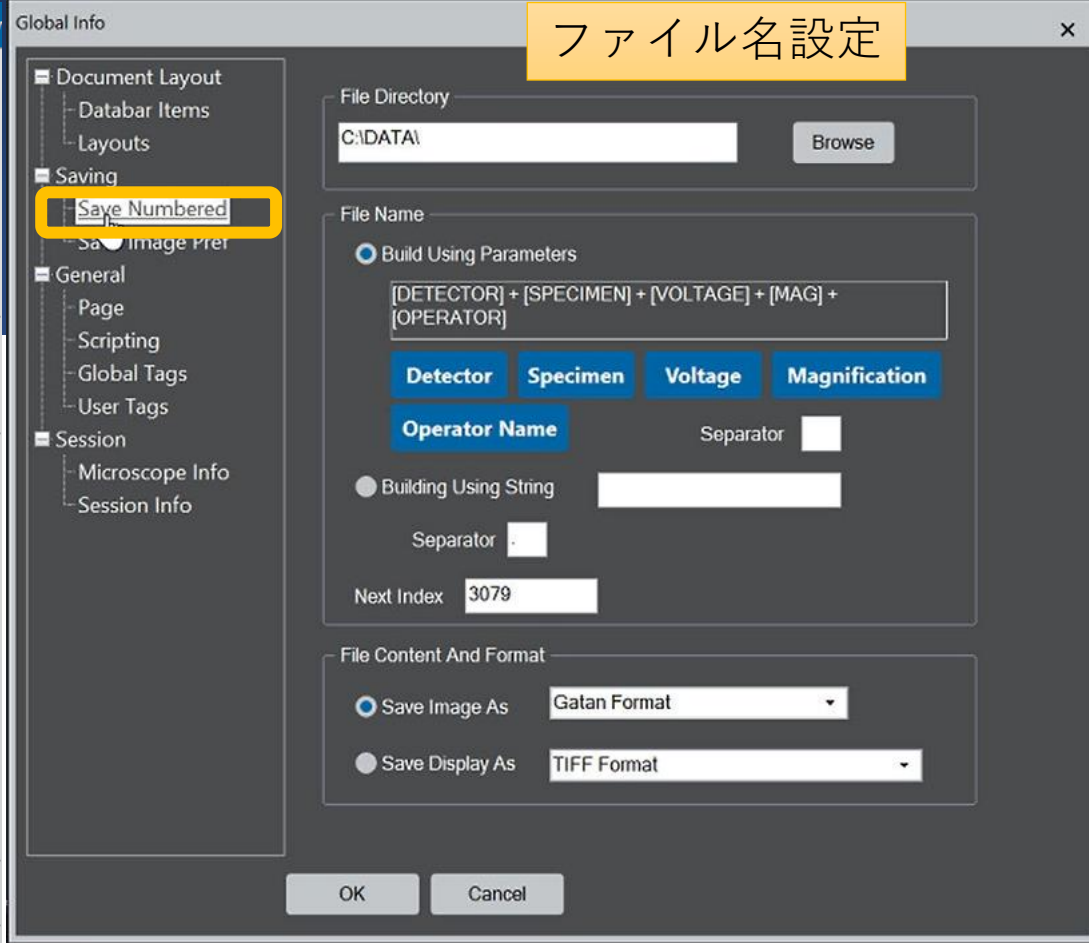 Global Info
ファイル名設定
Document Layout
Databar Items
Layouts
Saving
Save Numbered
Image Pref
General
Page
Scripting
Global Tags
User Tags
Session
Microscope Info
Session Info
File Directory
C:\DATA\
Browse
File Name
Build Using Parameters
[DETECTOR] + [SPECIMEN] + [VOLTAGE] + [MAG] +
[OPERATOR]
Detector Specimen Voltage Magnification
Operator Name Separator
Building Using String
Separator .
Next Index 3079
File Content And Format
Save Image As Gatan Format
Save Display As TIFF Format
OK Cancel